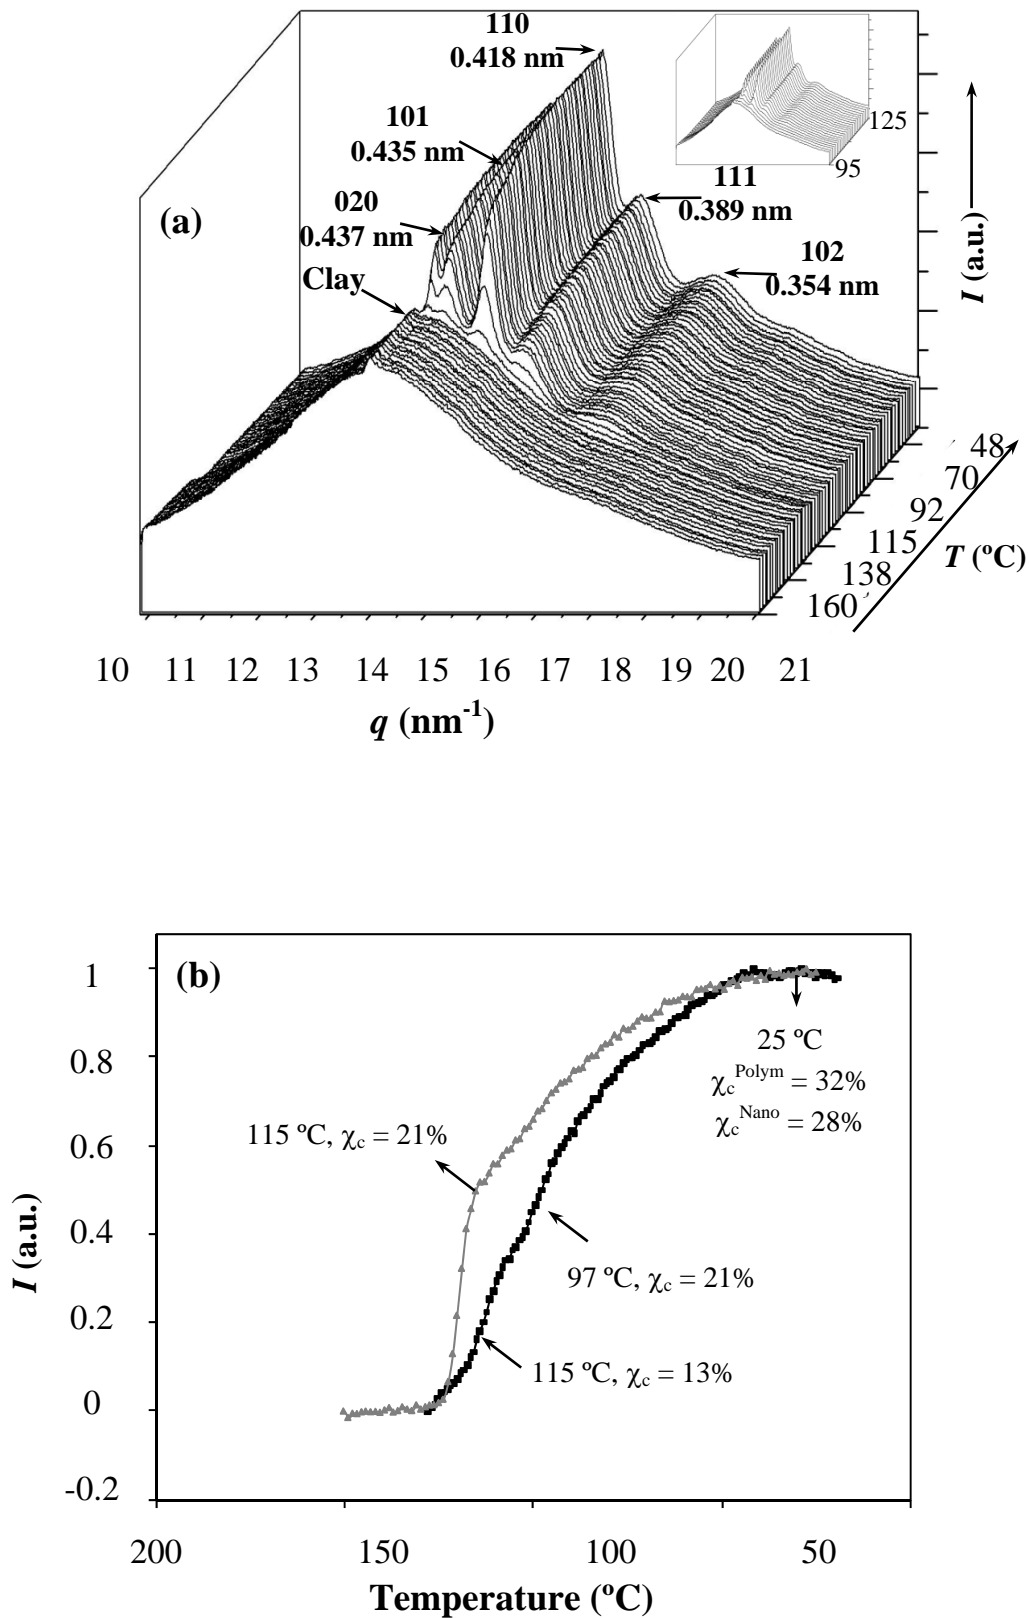 110
0.418 nm
101
0.435 nm
020
0.437 nm
Clay
(a)
125
95
111
0.389 nm
102
0.354 nm
I (a.u.)
48
70
92
115
138
160
T (ºC)
10 11 12 13 14 15 16 17 18 19 20 21
q (nm-1)
(b)
1
0.8
0.6
0.4
0.2
0
-0.2
I (a.u.)
25 ºC
χcPolym = 32%
χcNano = 28%
115 ºC, χc = 21%
97 ºC, χc = 21%
115 ºC, χc = 13%
200 150 100 50
Temperature (ºC)